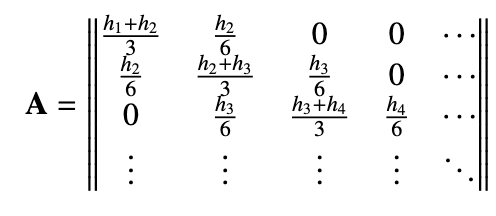 A = ‖ (h₁+h₂)/3  h₂/6  0  0  ⋯
h₂/6  (h₂+h₃)/3  h₃/6  0  ⋯
0  h₃/6  (h₃+h₄)/3  h₄/6  ⋯
⋮  ⋮  ⋮  ⋮  ⋱ ‖